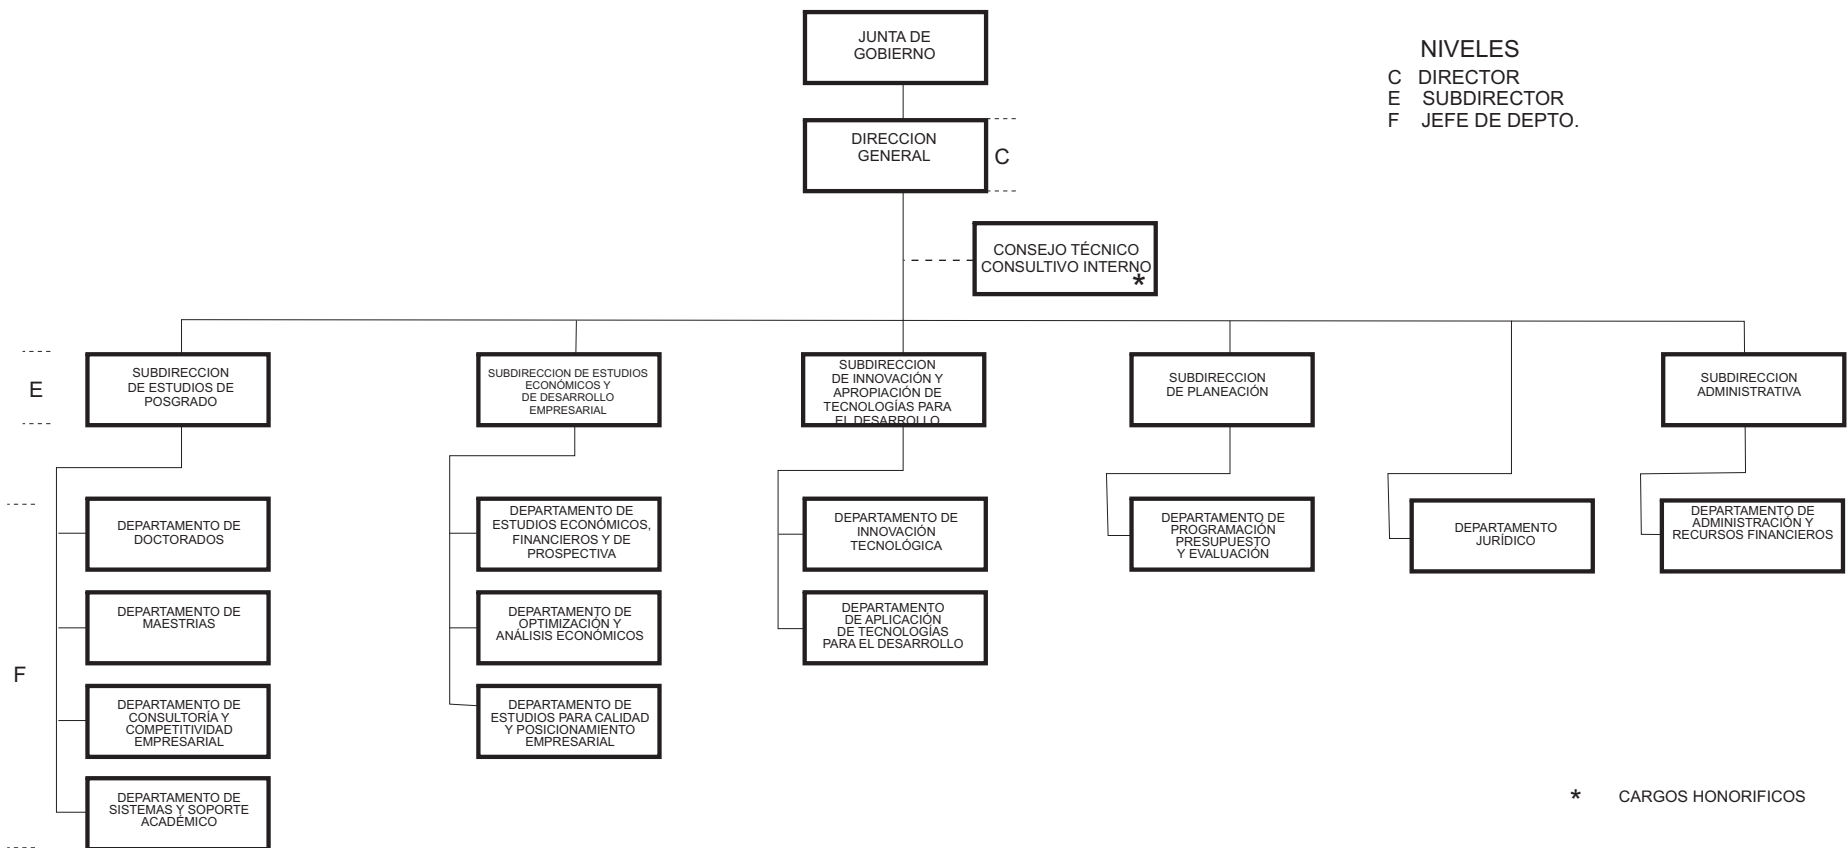 JUNTA DE
GOBIERNO
NIVELES
C DIRECTOR
E SUBDIRECTOR
F JEFE DE DEPTO.
DIRECCION
GENERAL
C
CONSEJO TÉCNICO
CONSULTIVO INTERNO
*
E
SUBDIRECCION
DE ESTUDIOS DE
POSGRADO
SUBDIRECCION DE ESTUDIOS
ECONÓMICOS Y
DE DESARROLLO
EMPRESARIAL
SUBDIRECCION
DE INNOVACIÓN Y
APROPIACIÓN DE
TECNOLOGÍAS PARA
EL DESARROLLO
SUBDIRECCION
DE PLANEACIÓN
SUBDIRECCION
ADMINISTRATIVA
F
DEPARTAMENTO DE
DOCTORADOS
DEPARTAMENTO DE
ESTUDIOS ECONÓMICOS,
FINANCIEROS Y DE
PROSPECTIVA
DEPARTAMENTO DE
INNOVACIÓN
TECNOLÓGICA
DEPARTAMENTO DE
PROGRAMACIÓN
PRESUPUESTO
Y EVALUACIÓN
DEPARTAMENTO
JURÍDICO
DEPARTAMENTO DE
ADMINISTRACIÓN Y
RECURSOS FINANCIEROS
DEPARTAMENTO DE
MAESTRIAS
DEPARTAMENTO DE
OPTIMIZACIÓN Y
ANÁLISIS ECONÓMICOS
DEPARTAMENTO
DE APLICACIÓN
DE TECNOLOGÍAS
PARA EL DESARROLLO
DEPARTAMENTO DE
CONSULTORÍA Y
COMPETITIVIDAD
EMPRESARIAL
DEPARTAMENTO DE
ESTUDIOS PARA CALIDAD
Y POSICIONAMIENTO
EMPRESARIAL
DEPARTAMENTO DE
SISTEMAS Y SOPORTE
ACADÉMICO
* CARGOS HONORIFICOS